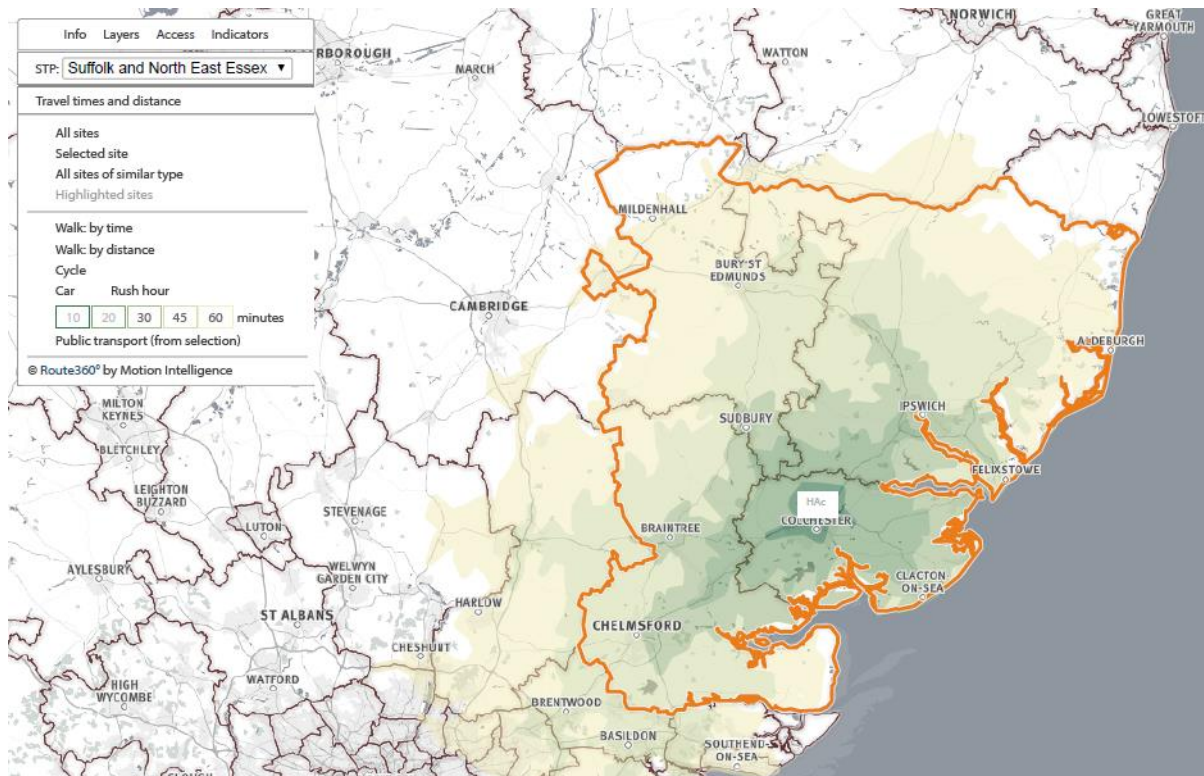 Info Layers Access Indicators
STP: Suffolk and North East Essex ▼
Travel times and distance
All sites
Selected site
All sites of similar type
Highlighted sites
Walk: by time
Walk: by distance
Cycle
Car Rush hour
10 20 30 45 60 minutes
Public transport (from selection)
© Route360° by Motion Intelligence
RBOROUGH
MARCH
WATTON
NORWICH
GREAT
YARMOUTH
LOWESTOFT
MILDENHALL
BURY ST
EDMUNDS
CAMBRIDGE
ALDEBURGH
MILTON
KEYNES
BLETCHLEY
LEIGHTON
BUZZARD
LUTON
STEVENAGE
SUDBURY
IPSWICH
FELIXSTOWE
HAc
COLCHESTER
BRAINTREE
AYLESBURY
WELWYN
GARDEN CITY
HARLOW
CLACTON
ON-SEA
ST ALBANS
CHELMSFORD
CHESHUNT
HIGH
WYCOMBE
WATFORD
BRENTWOOD
BASILDON
SOUTHEND-
ON-SEA